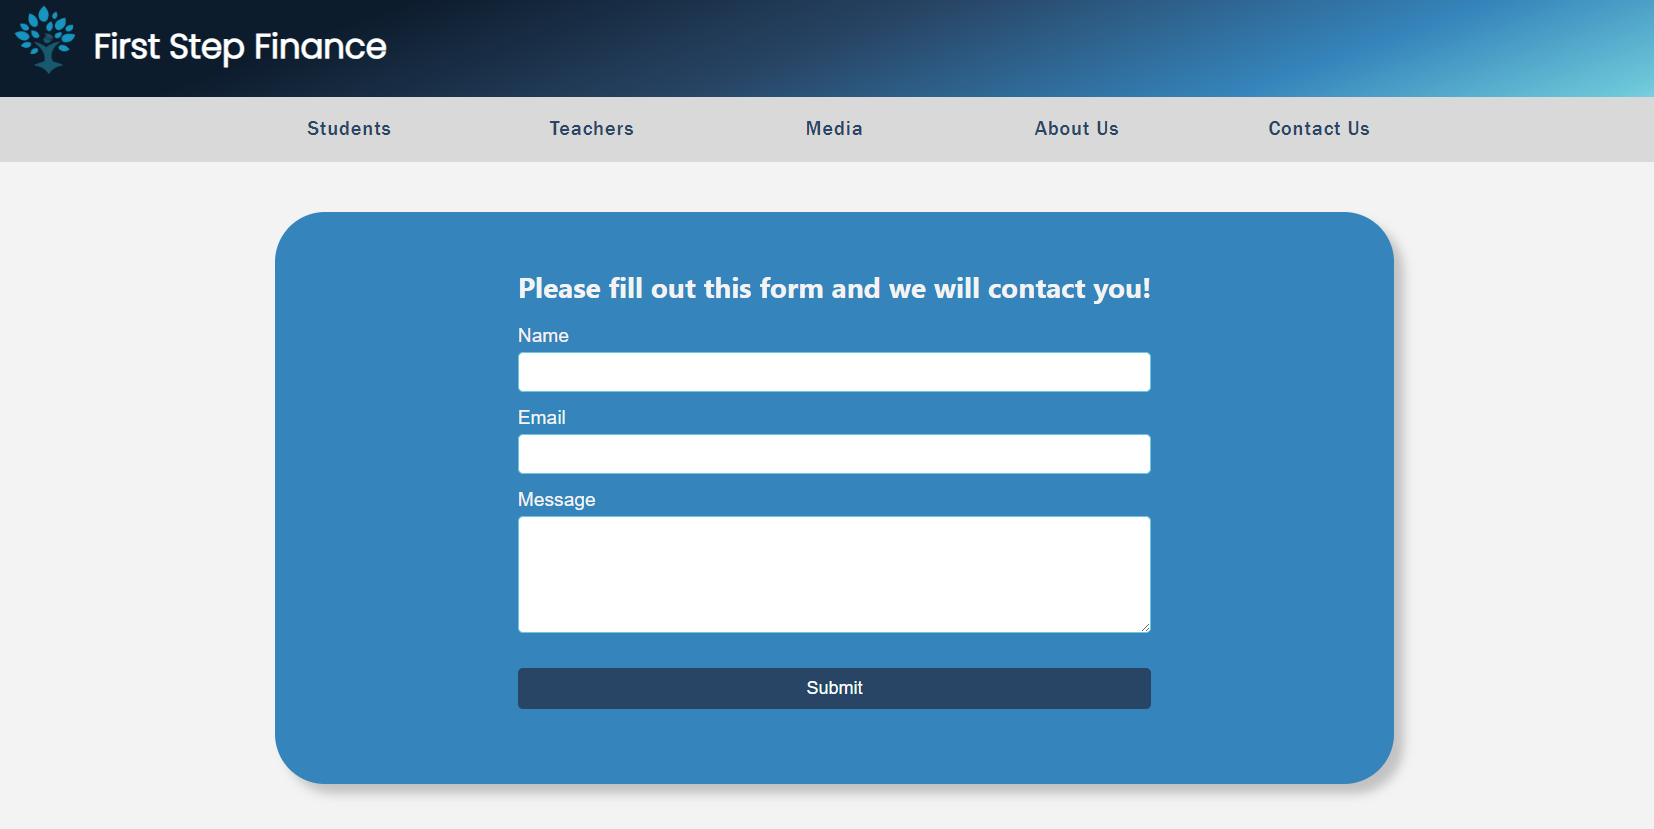 First Step Finance
Students Teachers Media About Us Contact Us
Please fill out this form and we will contact you!
Name
Email
Message
Submit